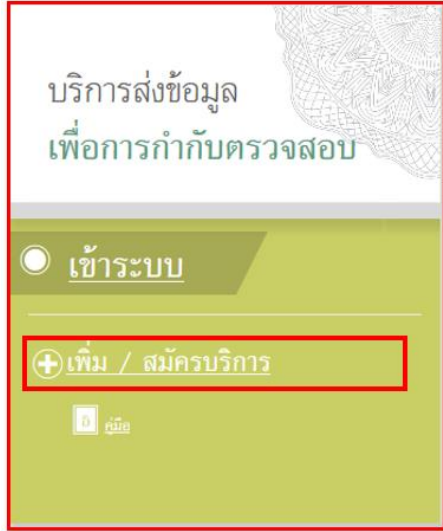 บริการส่งข้อมูล
เพื่อการกำกับตรวจสอบ
เข้าระบบ
เพิ่ม / สมัครบริการ
คู่มือ